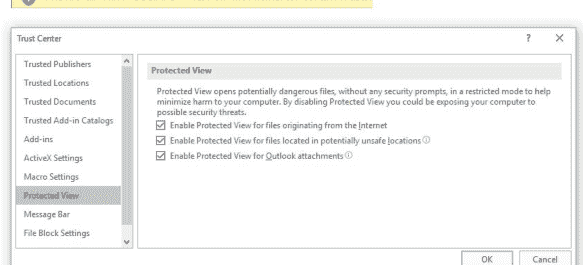 Trust Center
? ×
Trusted Publishers
Trusted Locations
Trusted Documents
Trusted Add-in Catalogs
Add-ins
ActiveX Settings
Macro Settings
Protected View
Message Bar
File Block Settings
Protected View
Protected View opens potentially dangerous files, without any security prompts, in a restricted mode to help
minimize harm to your computer. By disabling Protected View you could be exposing your computer to
possible security threats.
Enable Protected View for files originating from the Internet
Enable Protected View for files located in potentially unsafe locations
Enable Protected View for Outlook attachments
OK Cancel